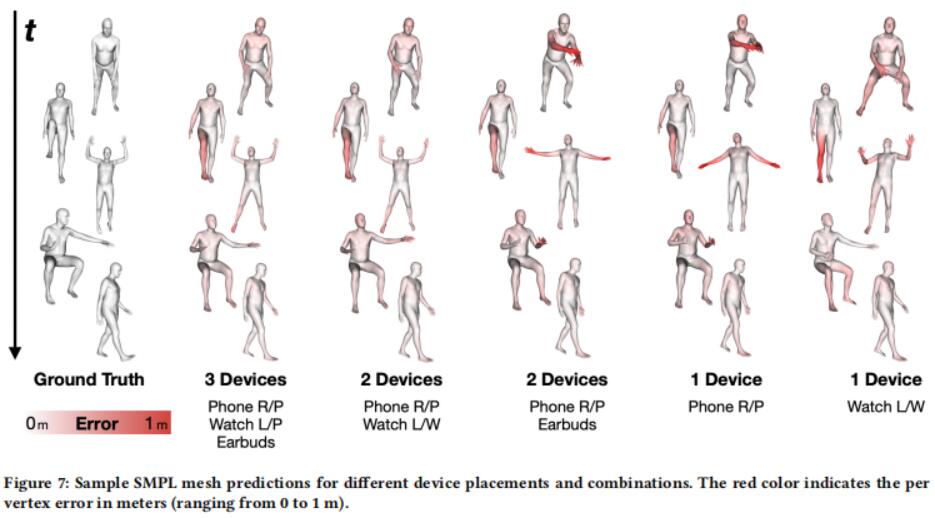 t
Ground Truth
3 Devices
2 Devices
2 Devices
1 Device
1 Device
Phone R/P
Watch L/P
Earbuds
Phone R/P
Watch L/W
Phone R/P
Earbuds
Phone R/P
Watch L/W
0m Error 1m
Figure 7: Sample SMPL mesh predictions for different device placements and combinations. The red color indicates the per
vertex error in meters (ranging from 0 to 1 m).